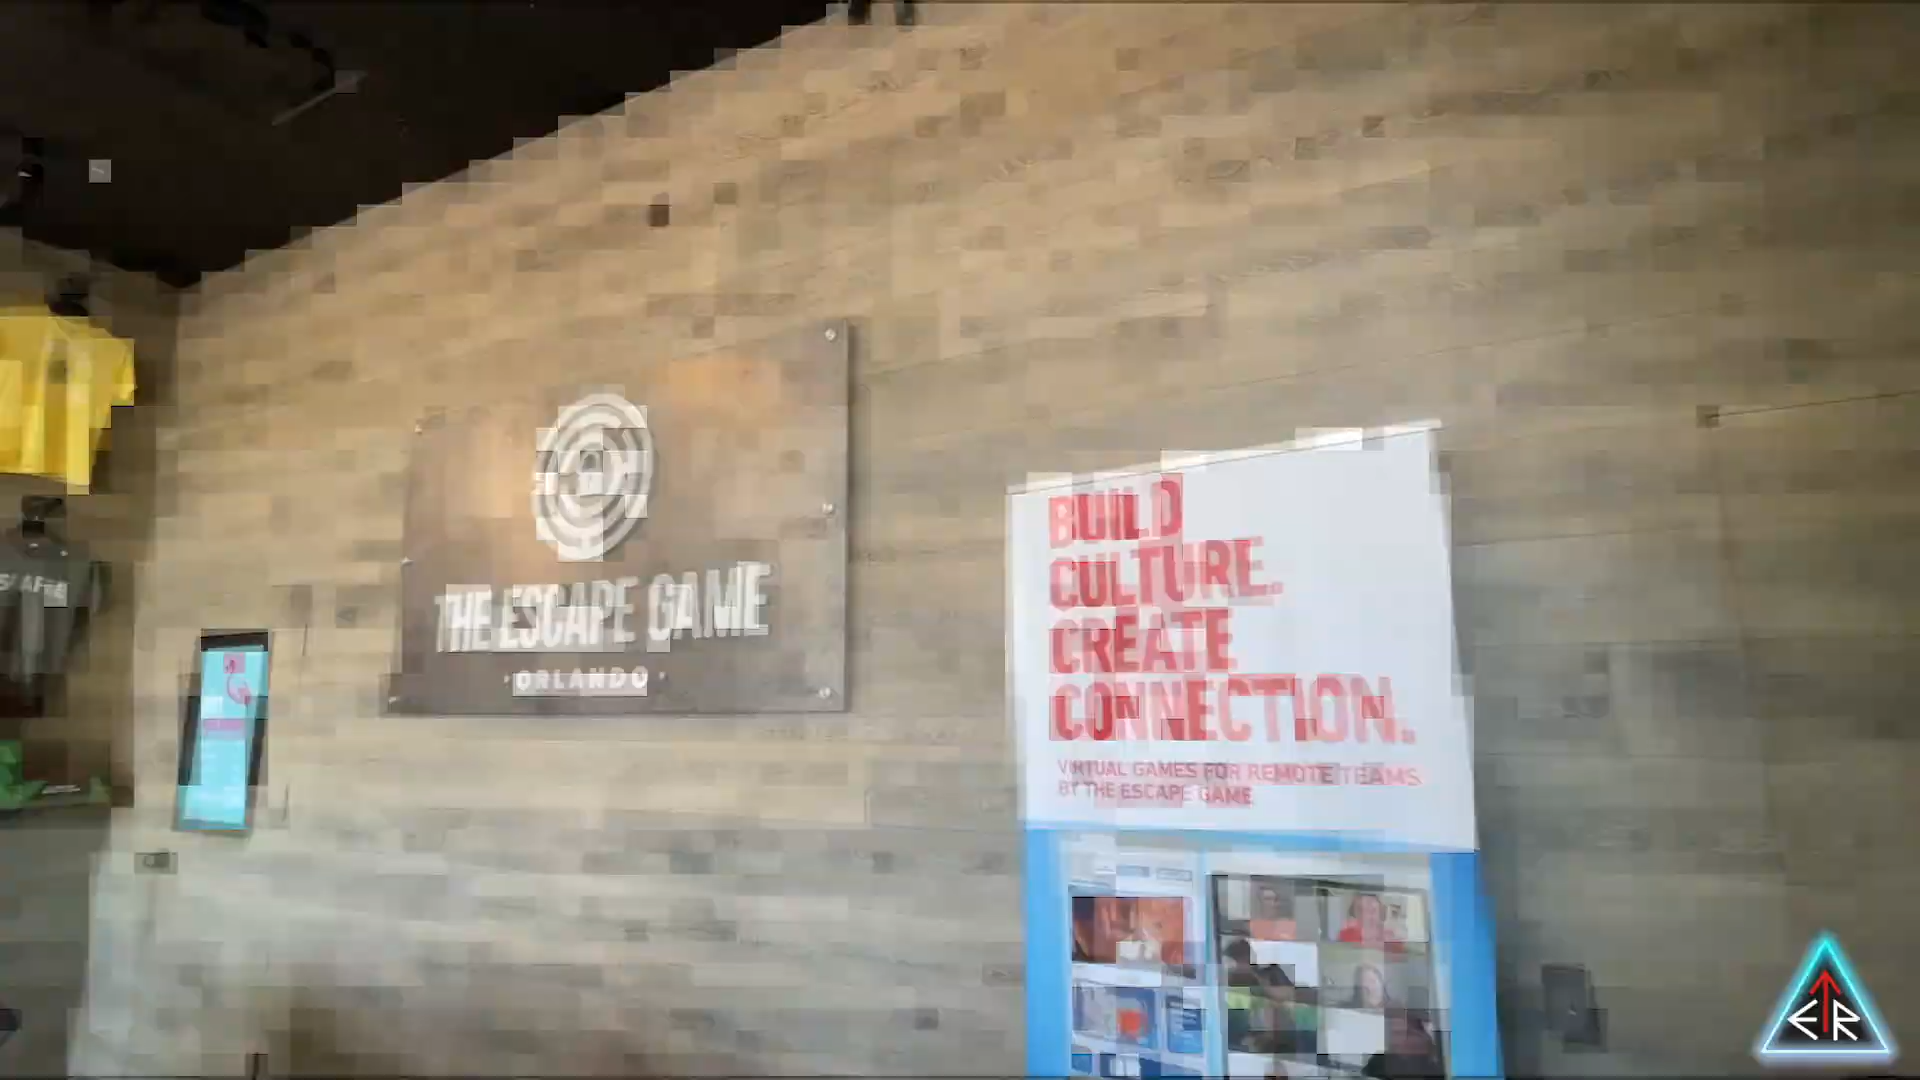 THE ESCAPE GAME
· ORLANDO ·
BUILD
CULTURE.
CREATE
CONNECTION.
VIRTUAL GAMES FOR REMOTE TEAMS
BY THE ESCAPE GAME